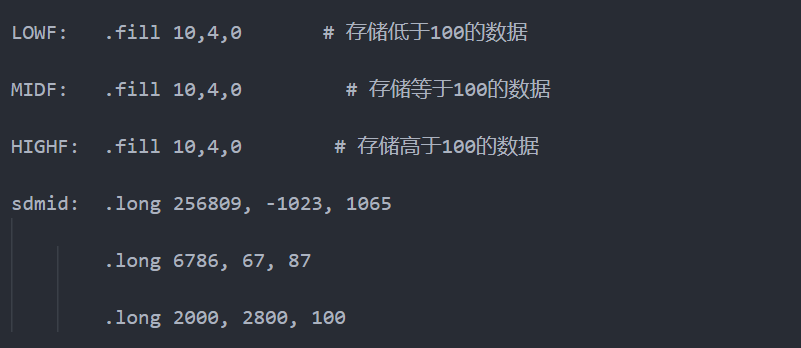 LOWF:   .fill 10,4,0       # 存储低于100的数据
MIDF:   .fill 10,4,0         # 存储等于100的数据
HIGHF:  .fill 10,4,0        # 存储高于100的数据
sdmid:  .long 256809, -1023, 1065
        .long 6786, 67, 87
        .long 2000, 2800, 100